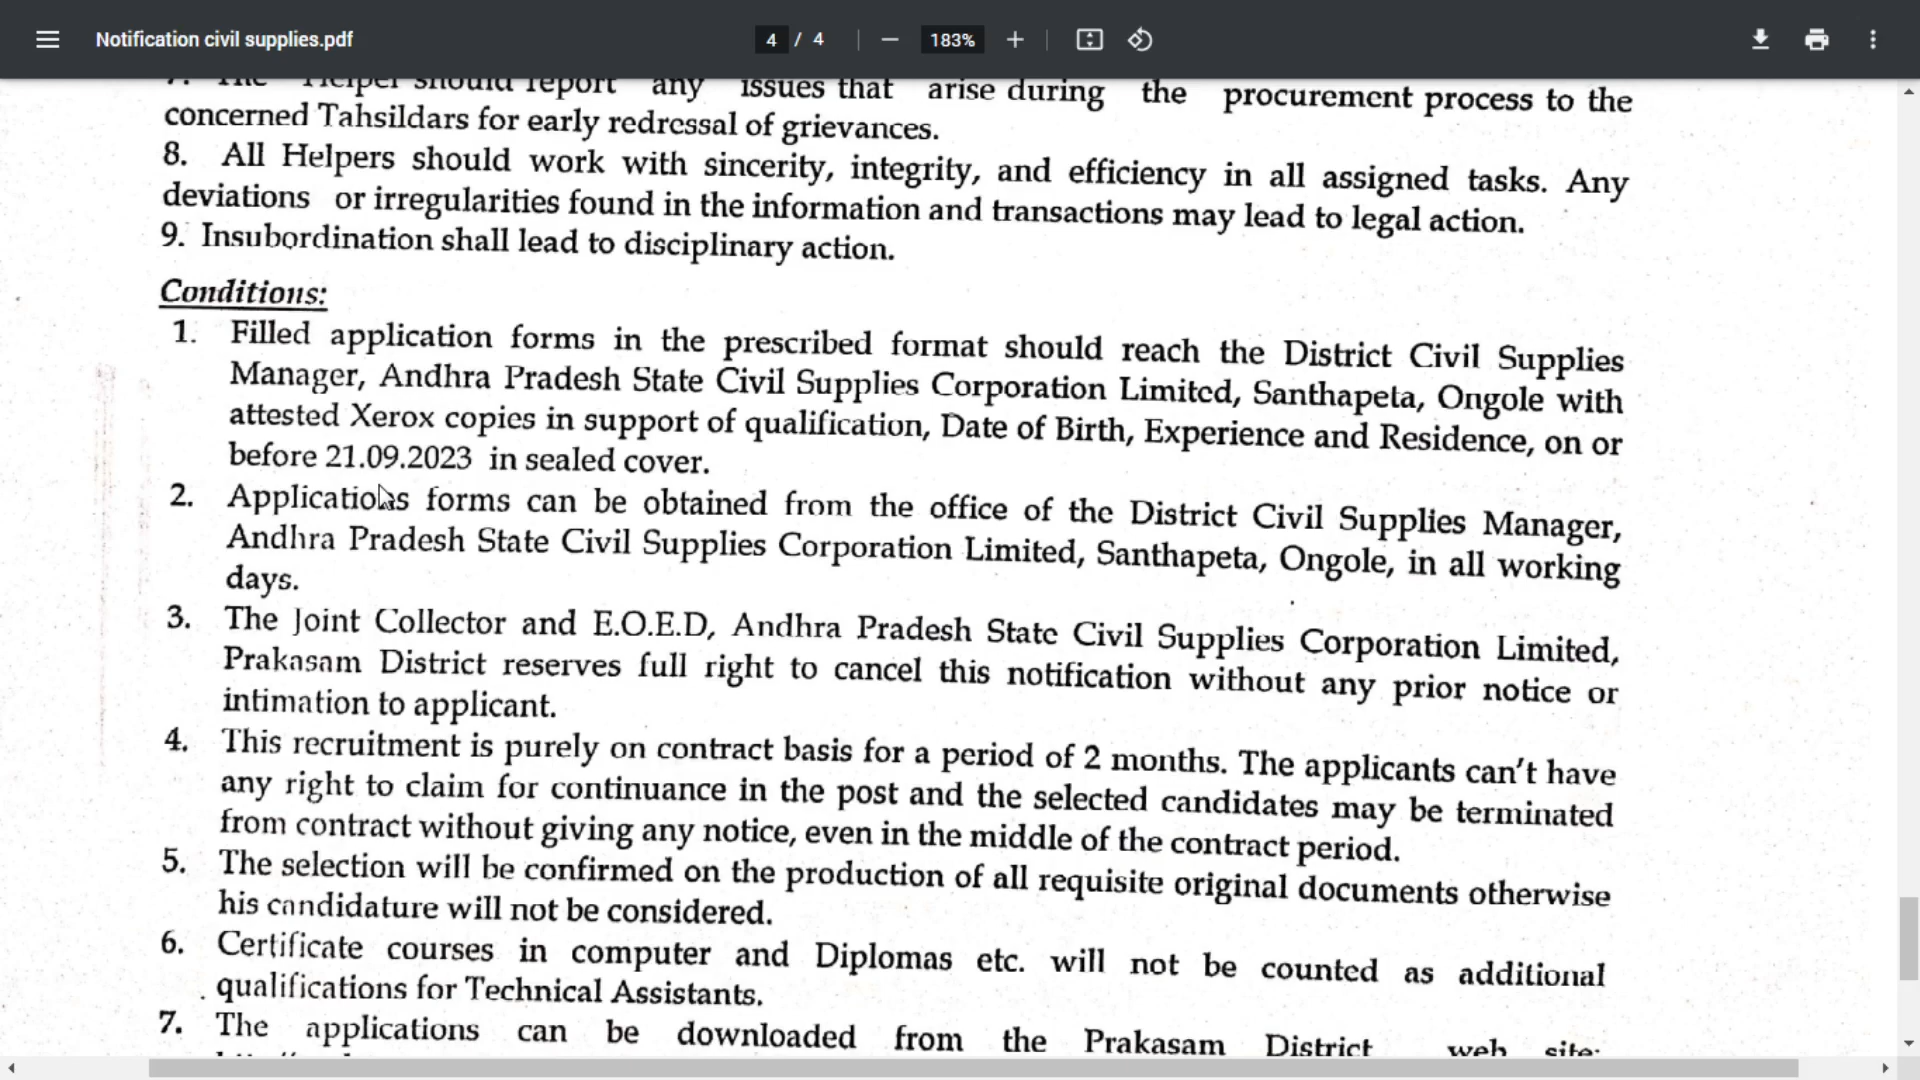 Notification civil supplies.pdf
4 / 4
183%
7. The Helper should report any issues that arise during the procurement process to the
concerned Tahsildars for early redressal of grievances.
8. All Helpers should work with sincerity, integrity, and efficiency in all assigned tasks. Any
deviations or irregularities found in the information and transactions may lead to legal action.
9. Insubordination shall lead to disciplinary action.
Conditions:
1. Filled application forms in the prescribed format should reach the District Civil Supplies
Manager, Andhra Pradesh State Civil Supplies Corporation Limited, Santhapeta, Ongole with
attested Xerox copies in support of qualification, Date of Birth, Experience and Residence, on or
before 21.09.2023 in sealed cover.
2. Applications forms can be obtained from the office of the District Civil Supplies Manager,
Andhra Pradesh State Civil Supplies Corporation Limited, Santhapeta, Ongole, in all working
days.
3. The Joint Collector and E.O.E.D, Andhra Pradesh State Civil Supplies Corporation Limited,
Prakasam District reserves full right to cancel this notification without any prior notice or
intimation to applicant.
4. This recruitment is purely on contract basis for a period of 2 months. The applicants can't have
any right to claim for continuance in the post and the selected candidates may be terminated
from contract without giving any notice, even in the middle of the contract period.
5. The selection will be confirmed on the production of all requisite original documents otherwise
his candidature will not be considered.
6. Certificate courses in computer and Diplomas etc. will not be counted as additional
qualifications for Technical Assistants.
7. The applications can be downloaded from the Prakasam District web site: